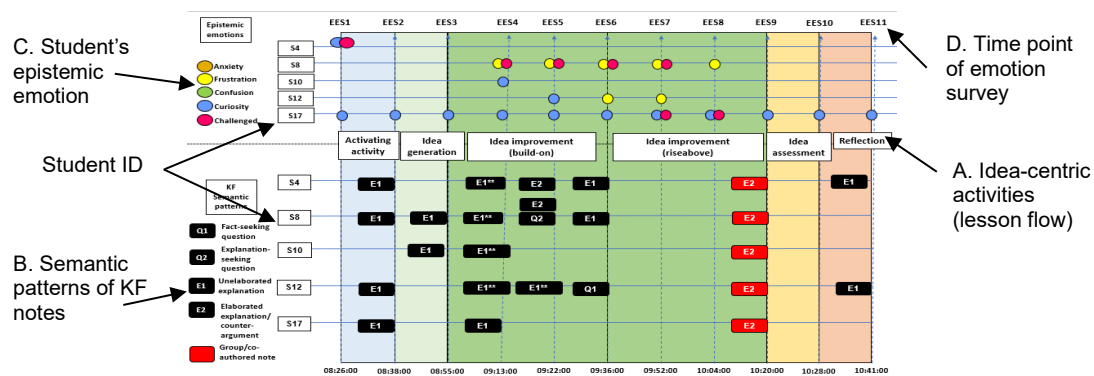 Epistemic
emotions
EES1 EES2 EES3 EES4 EES5 EES6 EES7 EES8 EES9 EES10 EES11
C. Student's
epistemic
emotion
Anxiety
Frustration
Confusion
Curiosity
Challenged
S4
S8
S10
S12
S17
D. Time point
of emotion
survey
Student ID
Activating
activity
Idea
generation
Idea improvement
(build-on)
Idea improvement
(riseabove)
Idea
assessment
Reflection
A. Idea-centric
activities
(lesson flow)
KF
Semantic
patterns
B. Semantic
patterns of KF
notes
Q1 Fact-seeking
question
Q2 Explanation-
seeking
question
E1 Unelaborated
explanation
E2 Elaborated
explanation/
counter-
argument
Group/co-
authored note
S4 E1 E1** E2 E1 E2 E1
E2
S8 E1 E1 E1** Q2 E1 E2
S10 E1 E1** E2
S12 E1 E1** E1** Q1 E2 E1
S17 E1 E1 E2
08:26:00 08:38:00 08:55:00 09:13:00 09:22:00 09:36:00 09:52:00 10:04:00 10:20:00 10:28:00 10:41:00